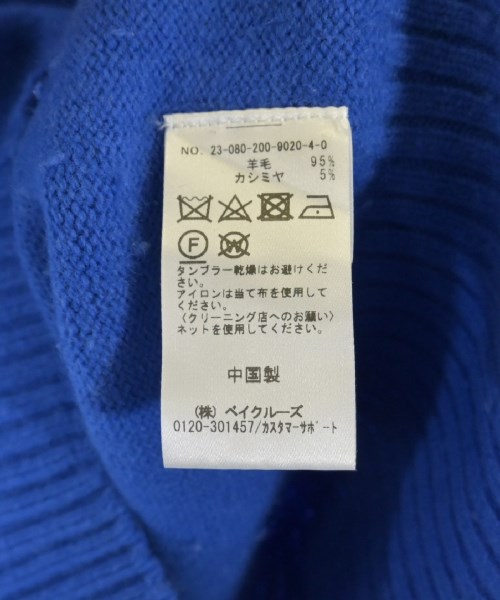 NO. 23-080-200-9020-4-0
羊毛 95%
カシミヤ 5%
F W
タンブラー乾燥はお避けくだ
さい。
アイロンは当て布を使用して
ください。
〈クリーニング店へのお願い〉
ネットを使用してください。
中国製
(株) ベイクルーズ
0120-301457/カスタマーサポート